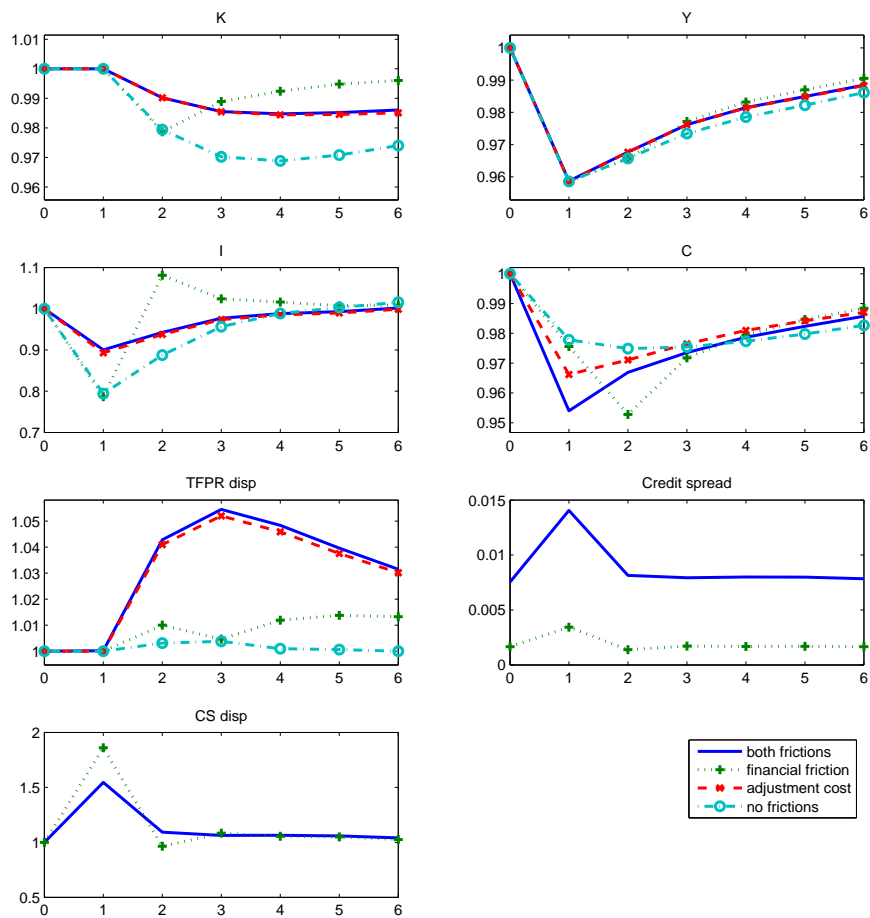 K
1.01
1
0.99
0.98
0.97
0.96
0 1 2 3 4 5 6
Y
1
0.99
0.98
0.97
0.96
0 1 2 3 4 5 6
I
1.1
1
0.9
0.8
0.7
0 1 2 3 4 5 6
C
1
0.99
0.98
0.97
0.96
0.95
0 1 2 3 4 5 6
TFPR disp
1.05
1.04
1.03
1.02
1.01
1
0 1 2 3 4 5 6
Credit spread
0.015
0.01
0.005
0
0 1 2 3 4 5 6
CS disp
2
1.5
1
0.5
0 1 2 3 4 5 6
both frictions
financial friction
adjustment cost
no frictions